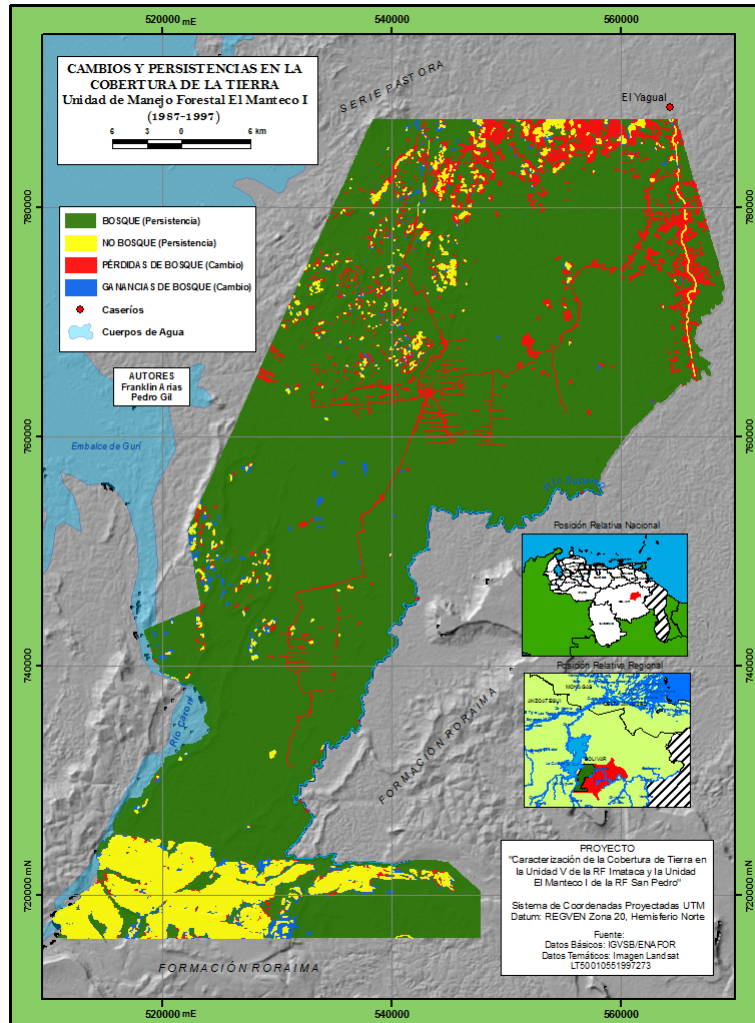 520000 mE
540000
560000
CAMBIOS Y PERSISTENCIAS EN LA
COBERTURA DE LA TIERRA
Unidad de Manejo Forestal El Manteco I
(1987-1997)
6 3 0 6 km
SERIE PASTORA
El Yagual
780000
780000
BOSQUE (Persistencia)
NO BOSQUE (Persistencia)
PÉRDIDAS DE BOSQUE (Cambio)
GANANCIAS DE BOSQUE (Cambio)
Caseríos
Cuerpos de Agua
AUTORES
Franklin Arias
Pedro Gil
Embalce de Gurí
760000
760000
Posición Relativa Nacional
740000
740000
Posición Relativa Regional
ANZOATEGUI
BOLIVAR
Río Caroní
FORMACIÓN RORAIMA
PROYECTO
"Caracterización de la Cobertura de Tierra en
la Unidad V de la RF Imataca y la Unidad
El Manteco I de la RF San Pedro"
Sistema de Coordenadas Proyectadas UTM
Datum: REGVEN Zona 20, Hemisferio Norte
Fuente:
Datos Básicos: IGVSB/ENAFOR
Datos Temáticos: Imagen Landsat
LT50010551997273
720000 mN
720000 mN
FORMACIÓN RORAIMA
520000 mE
540000
560000